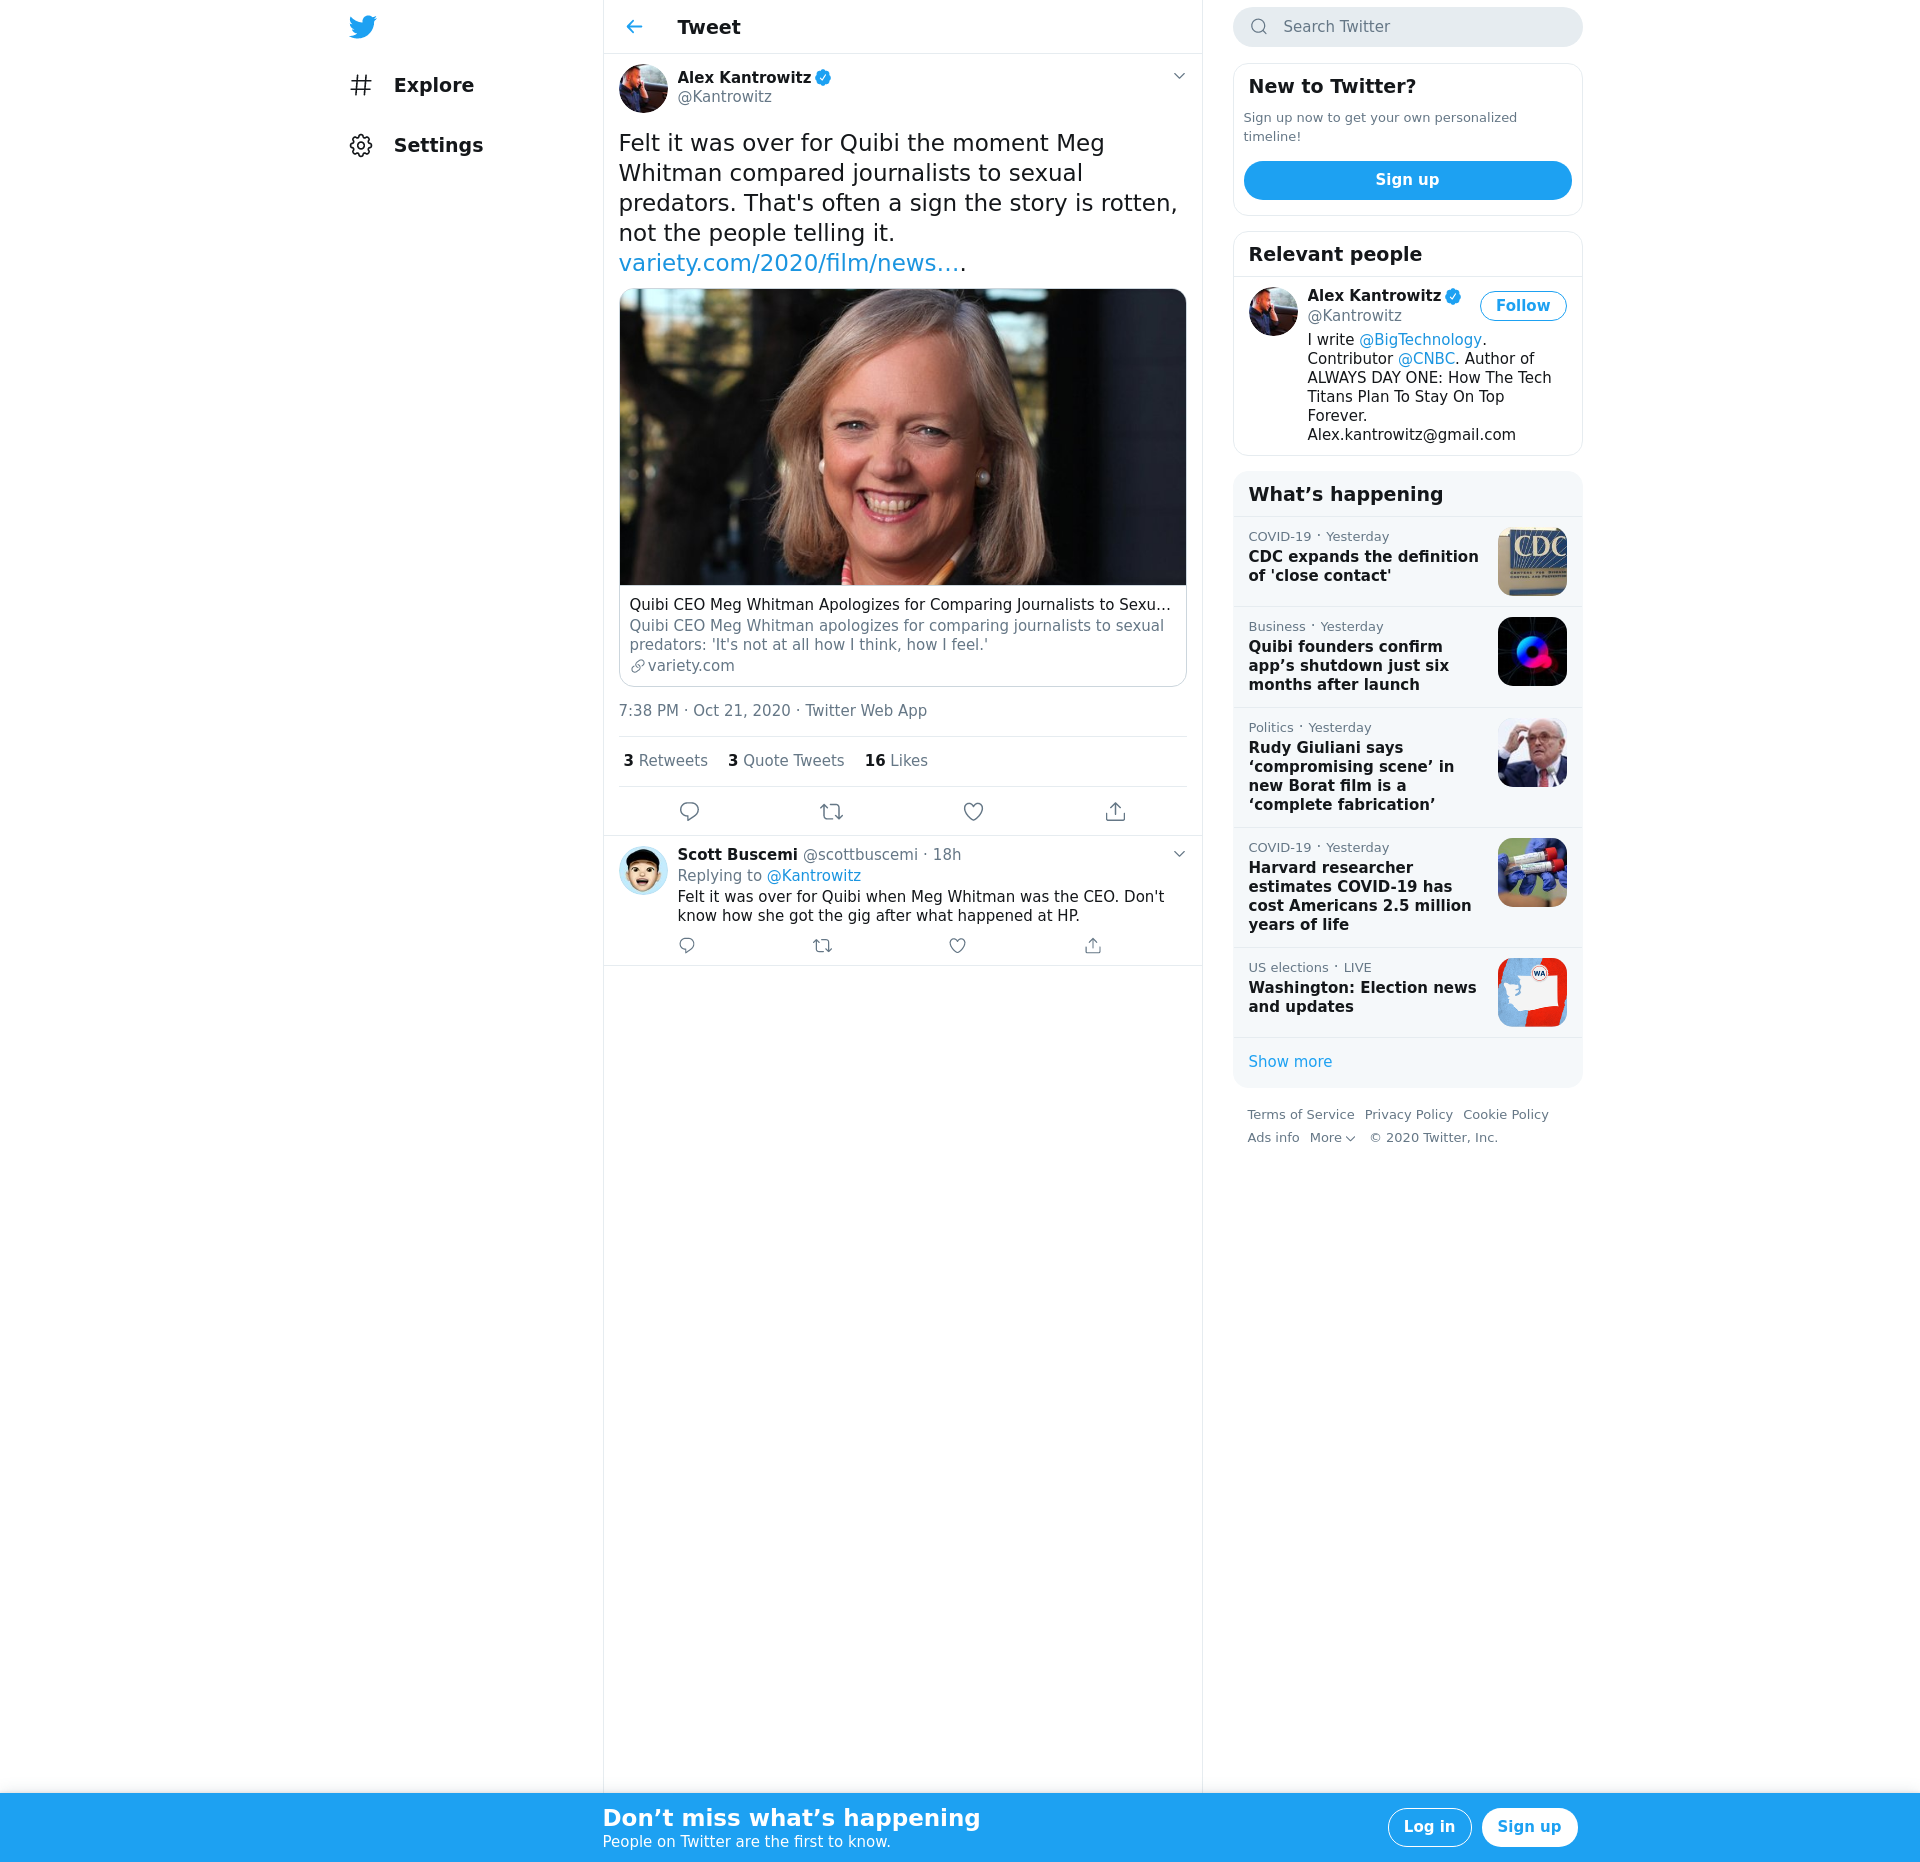 Explore
Settings
Tweet
Alex Kantrowitz
@Kantrowitz
Felt it was over for Quibi the moment Meg
Whitman compared journalists to sexual
predators. That's often a sign the story is rotten,
not the people telling it.
variety.com/2020/film/news….
Quibi CEO Meg Whitman Apologizes for Comparing Journalists to Sexu...
Quibi CEO Meg Whitman apologizes for comparing journalists to sexual
predators: 'It's not at all how I think, how I feel.'
variety.com
7:38 PM · Oct 21, 2020 · Twitter Web App
3 Retweets 3 Quote Tweets 16 Likes
Scott Buscemi @scottbuscemi · 18h
Replying to @Kantrowitz
Felt it was over for Quibi when Meg Whitman was the CEO. Don't
know how she got the gig after what happened at HP.
Search Twitter
New to Twitter?
Sign up now to get your own personalized
timeline!
Sign up
Relevant people
Alex Kantrowitz
@Kantrowitz
Follow
I write @BigTechnology.
Contributor @CNBC. Author of
ALWAYS DAY ONE: How The Tech
Titans Plan To Stay On Top
Forever.
Alex.kantrowitz@gmail.com
What’s happening
COVID-19 · Yesterday
CDC expands the definition
of 'close contact'
CDC
Business · Yesterday
Quibi founders confirm
app’s shutdown just six
months after launch
Politics · Yesterday
Rudy Giuliani says
‘compromising scene’ in
new Borat film is a
‘complete fabrication’
COVID-19 · Yesterday
Harvard researcher
estimates COVID-19 has
cost Americans 2.5 million
years of life
US elections · LIVE
Washington: Election news
and updates
WA
Show more
Terms of Service Privacy Policy Cookie Policy
Ads info More © 2020 Twitter, Inc.
Don’t miss what’s happening
People on Twitter are the first to know.
Log in
Sign up